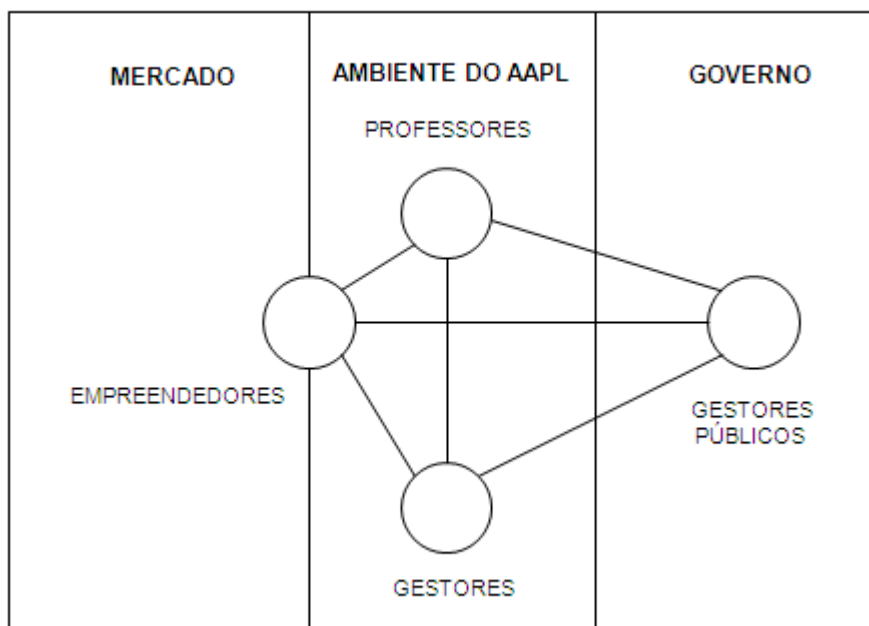 MERCADO
AMBIENTE DO AAPL
GOVERNO
PROFESSORES
EMPREENDEDORES
GESTORES
PÚBLICOS
GESTORES